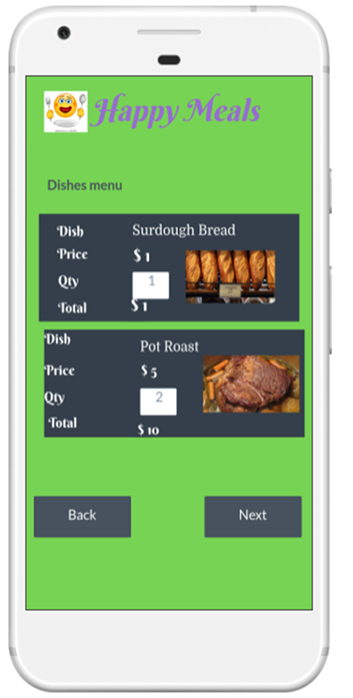 Happy Meals
Dishes menu
Dish Surdough Bread
Price $ 1
Qty 1
Total $ 1
Dish Pot Roast
Price $ 5
Qty 2
Total $ 10
Back Next